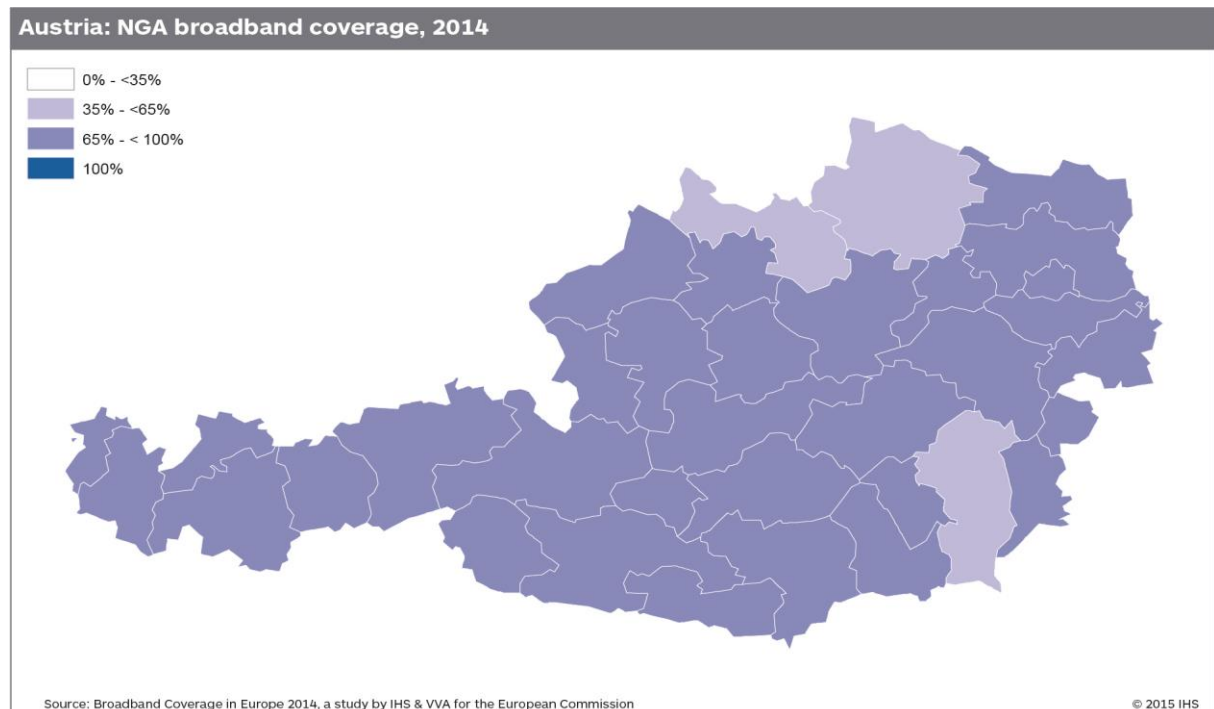 Austria: NGA broadband coverage, 2014
0% - <35%
35% - <65%
65% - < 100%
100%
Source: Broadband Coverage in Europe 2014, a study by IHS & VVA for the European Commission
© 2015 IHS